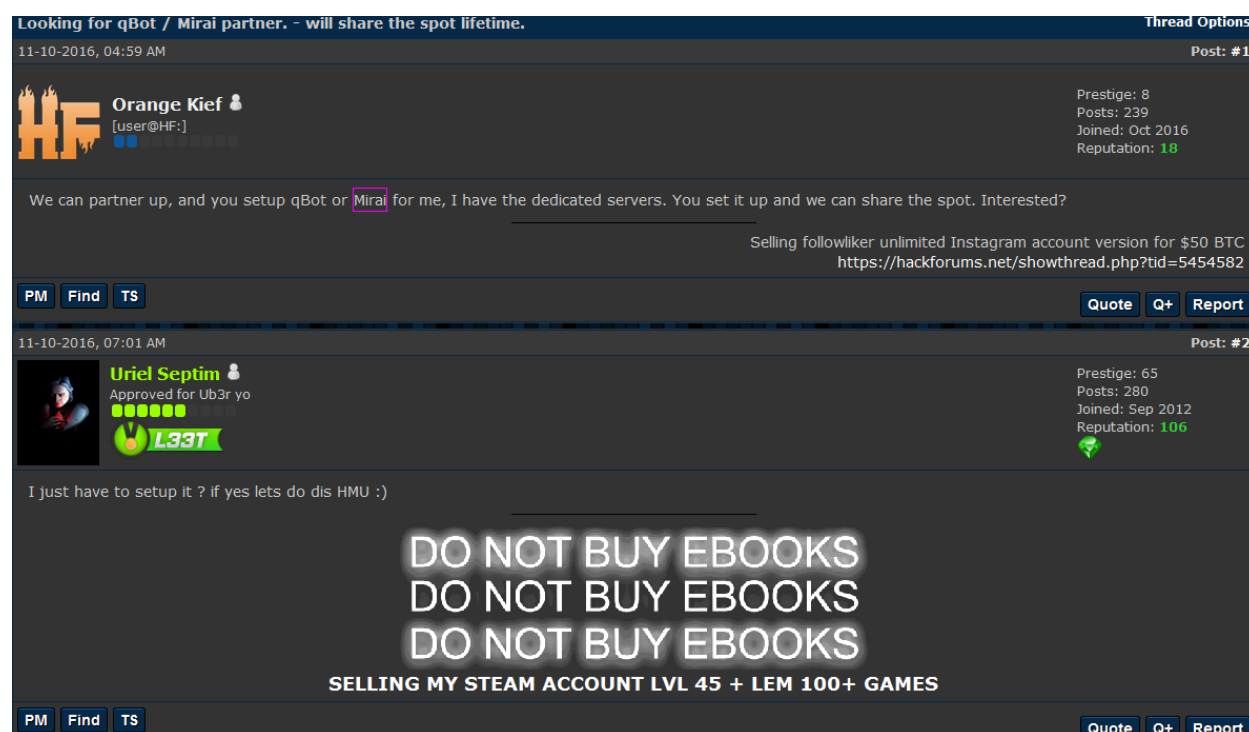 Looking for qBot / Mirai partner. - will share the spot lifetime.
Thread Options
11-10-2016, 04:59 AM
Post: #1
HF
Orange Kief
[user@HF:]
Prestige: 8
Posts: 239
Joined: Oct 2016
Reputation: 18
We can partner up, and you setup qBot or Mirai for me, I have the dedicated servers. You set it up and we can share the spot. Interested?
Selling followliker unlimited Instagram account version for $50 BTC
https://hackforums.net/showthread.php?tid=5454582
PM Find TS
Quote Q+ Report
11-10-2016, 07:01 AM
Post: #2
Uriel Septim
Approved for Ub3r yo
L33T
Prestige: 65
Posts: 280
Joined: Sep 2012
Reputation: 106
I just have to setup it ? if yes lets do dis HMU :)
DO NOT BUY EBOOKS
DO NOT BUY EBOOKS
DO NOT BUY EBOOKS
SELLING MY STEAM ACCOUNT LVL 45 + LEM 100+ GAMES
PM Find TS
Quote Q+ Report